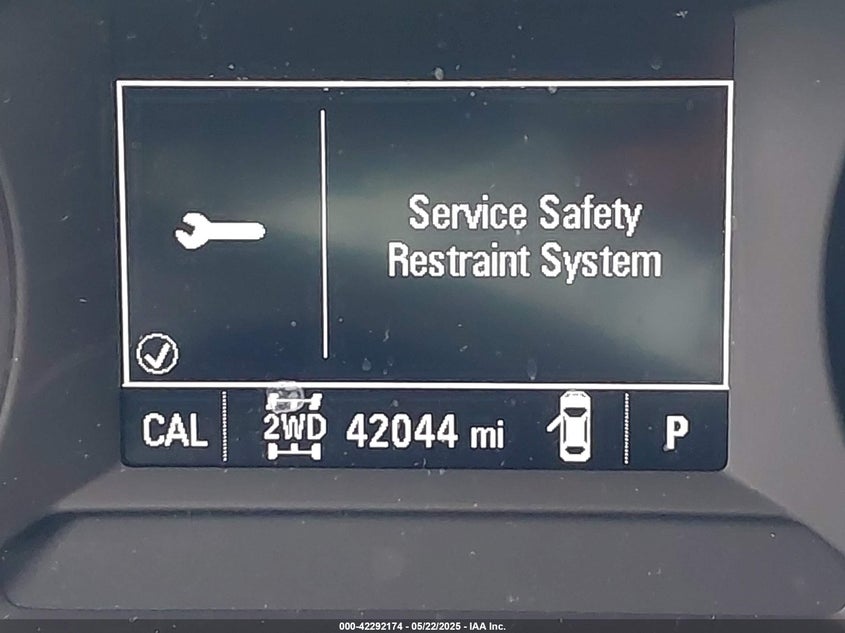 Service Safety
Restraint System
CAL 2WD 42044 mi P
000-42292174 - 05/22/2025 - IAA Inc.